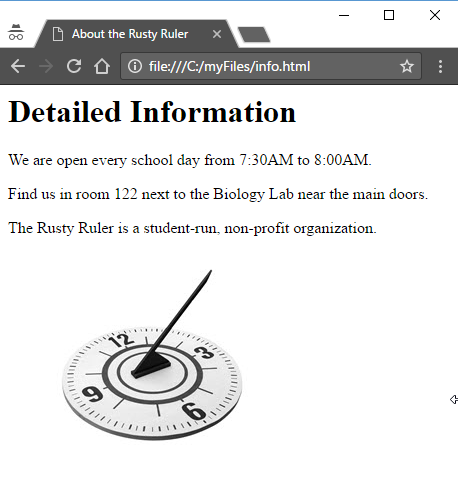 About the Rusty Ruler
file:///C:/myFiles/info.html
Detailed Information
We are open every school day from 7:30AM to 8:00AM.
Find us in room 122 next to the Biology Lab near the main doors.
The Rusty Ruler is a student-run, non-profit organization.
12
3
9
6